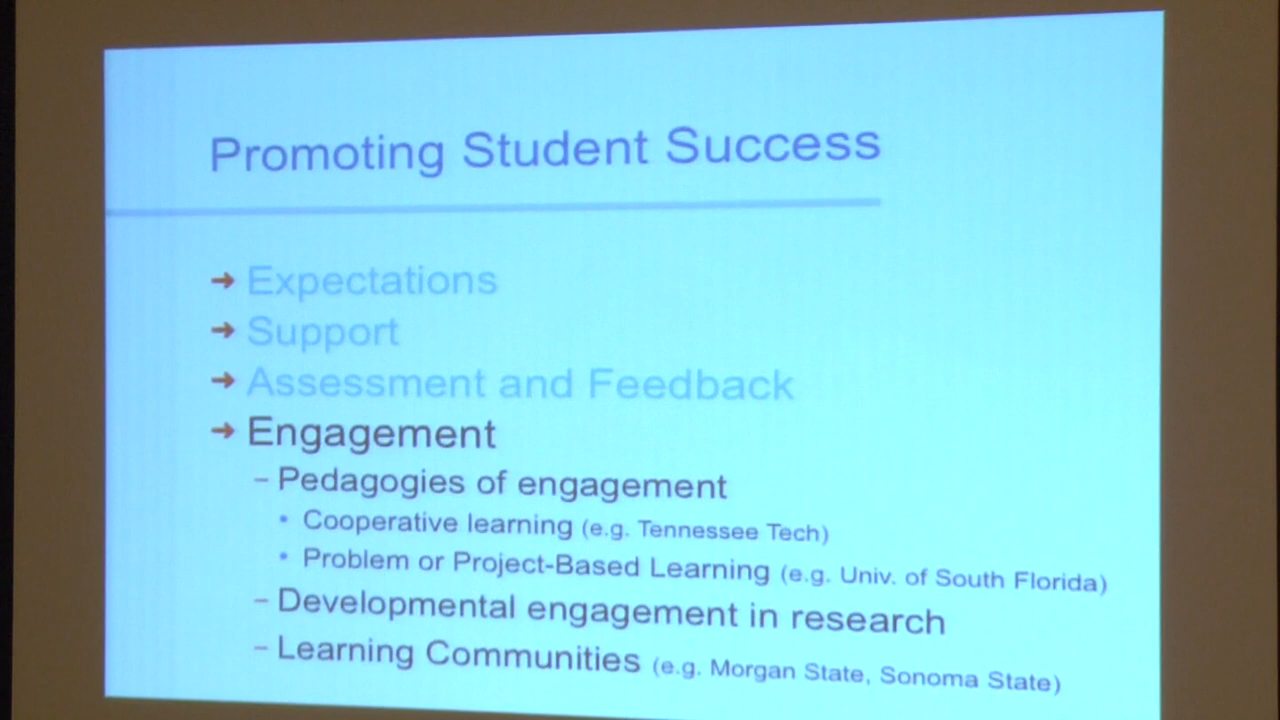 Promoting Student Success
➔ Expectations
➔ Support
➔ Assessment and Feedback
➔ Engagement
– Pedagogies of engagement
• Cooperative learning (e.g. Tennessee Tech)
• Problem or Project-Based Learning (e.g. Univ. of South Florida)
– Developmental engagement in research
– Learning Communities (e.g. Morgan State, Sonoma State)